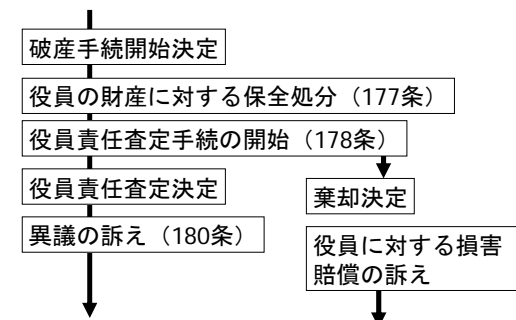 破産手続開始決定
役員の財産に対する保全処分（177条）
役員責任査定手続の開始（178条）
役員責任査定決定
棄却決定
異議の訴え（180条）
役員に対する損害
賠償の訴え